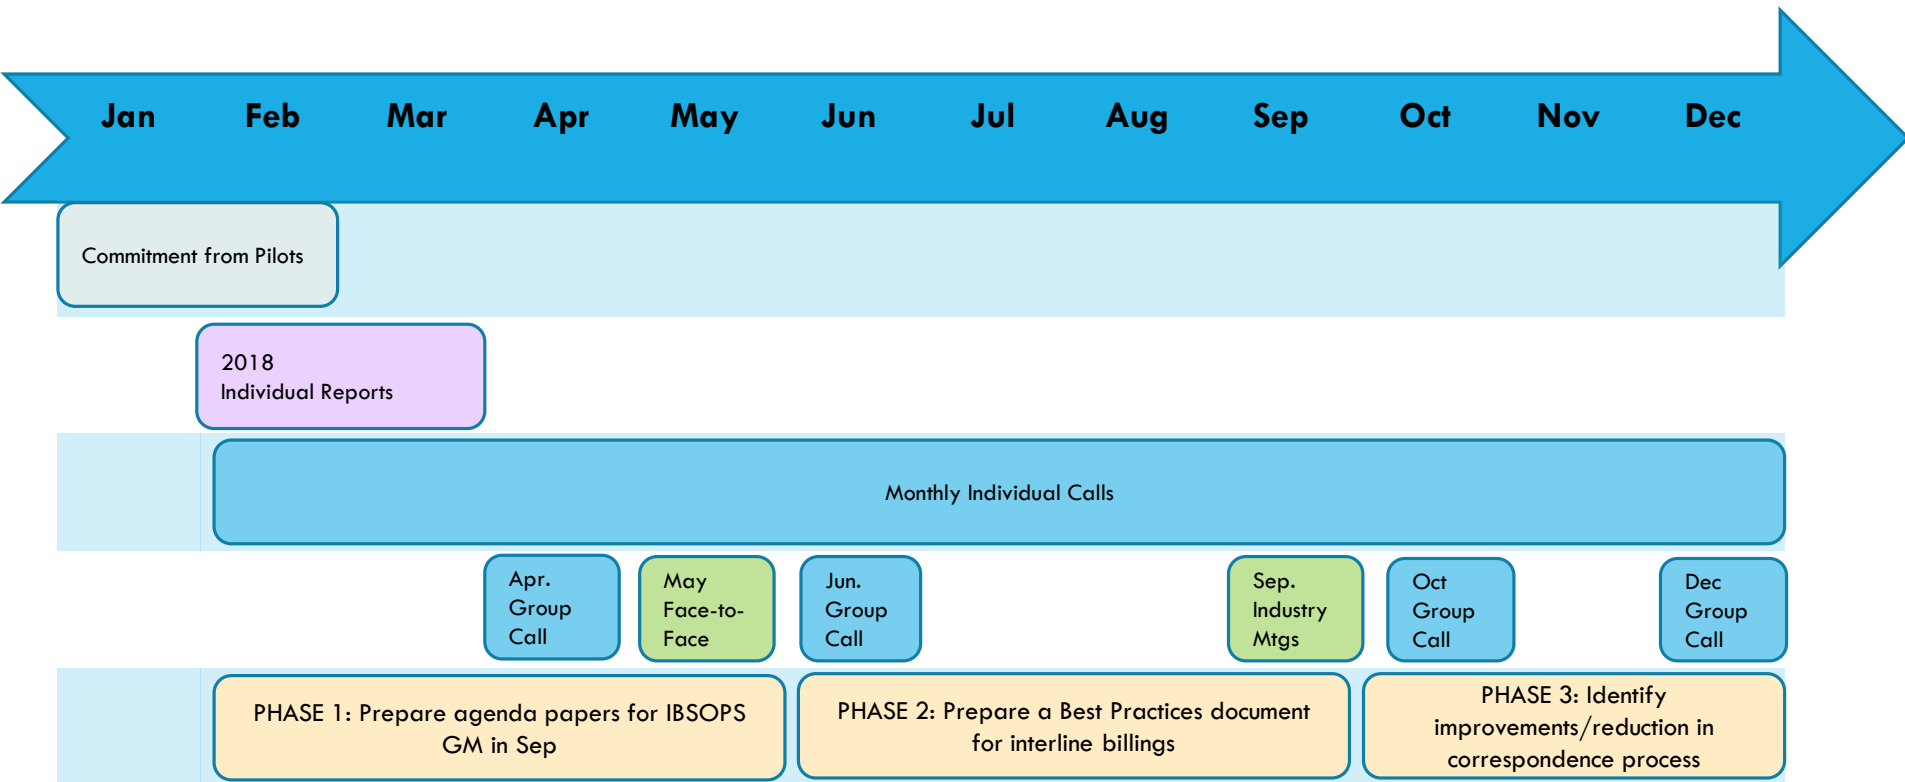 Jan Feb Mar Apr May Jun Jul Aug Sep Oct Nov Dec
Commitment from Pilots
2018
Individual Reports
Monthly Individual Calls
Apr.
Group
Call
May
Face-to-
Face
Jun.
Group
Call
Sep.
Industry
Mtgs
Oct
Group
Call
Dec
Group
Call
PHASE 1: Prepare agenda papers for IBSOPS
GM in Sep
PHASE 2: Prepare a Best Practices document
for interline billings
PHASE 3: Identify
improvements/reduction in
correspondence process